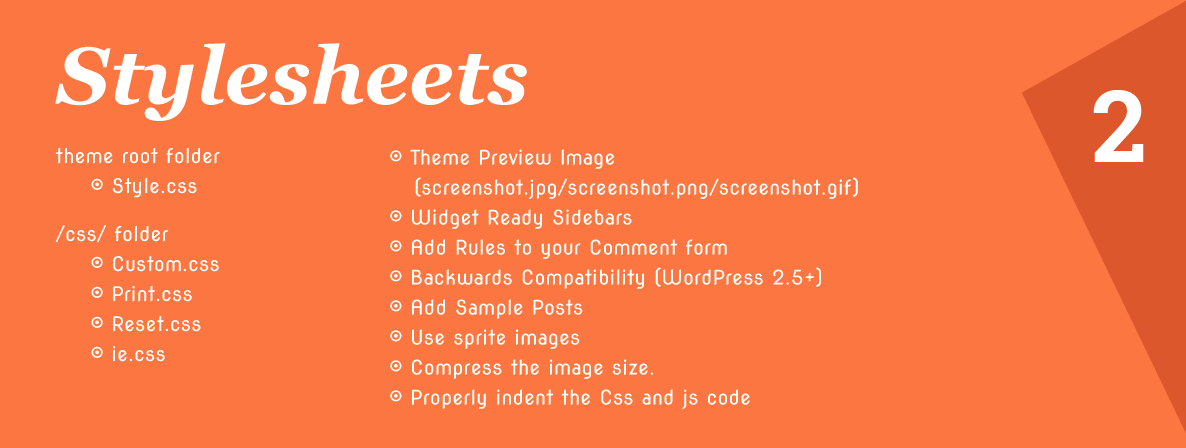 Stylesheets
theme root folder
Style.css
/css/ folder
Custom.css
Print.css
Reset.css
ie.css
Theme Preview Image
(screenshot.jpg/screenshot.png/screenshot.gif)
Widget Ready Sidebars
Add Rules to your Comment form
Backwards Compatibility (WordPress 2.5+)
Add Sample Posts
Use sprite images
Compress the image size.
Properly indent the Css and js code
2